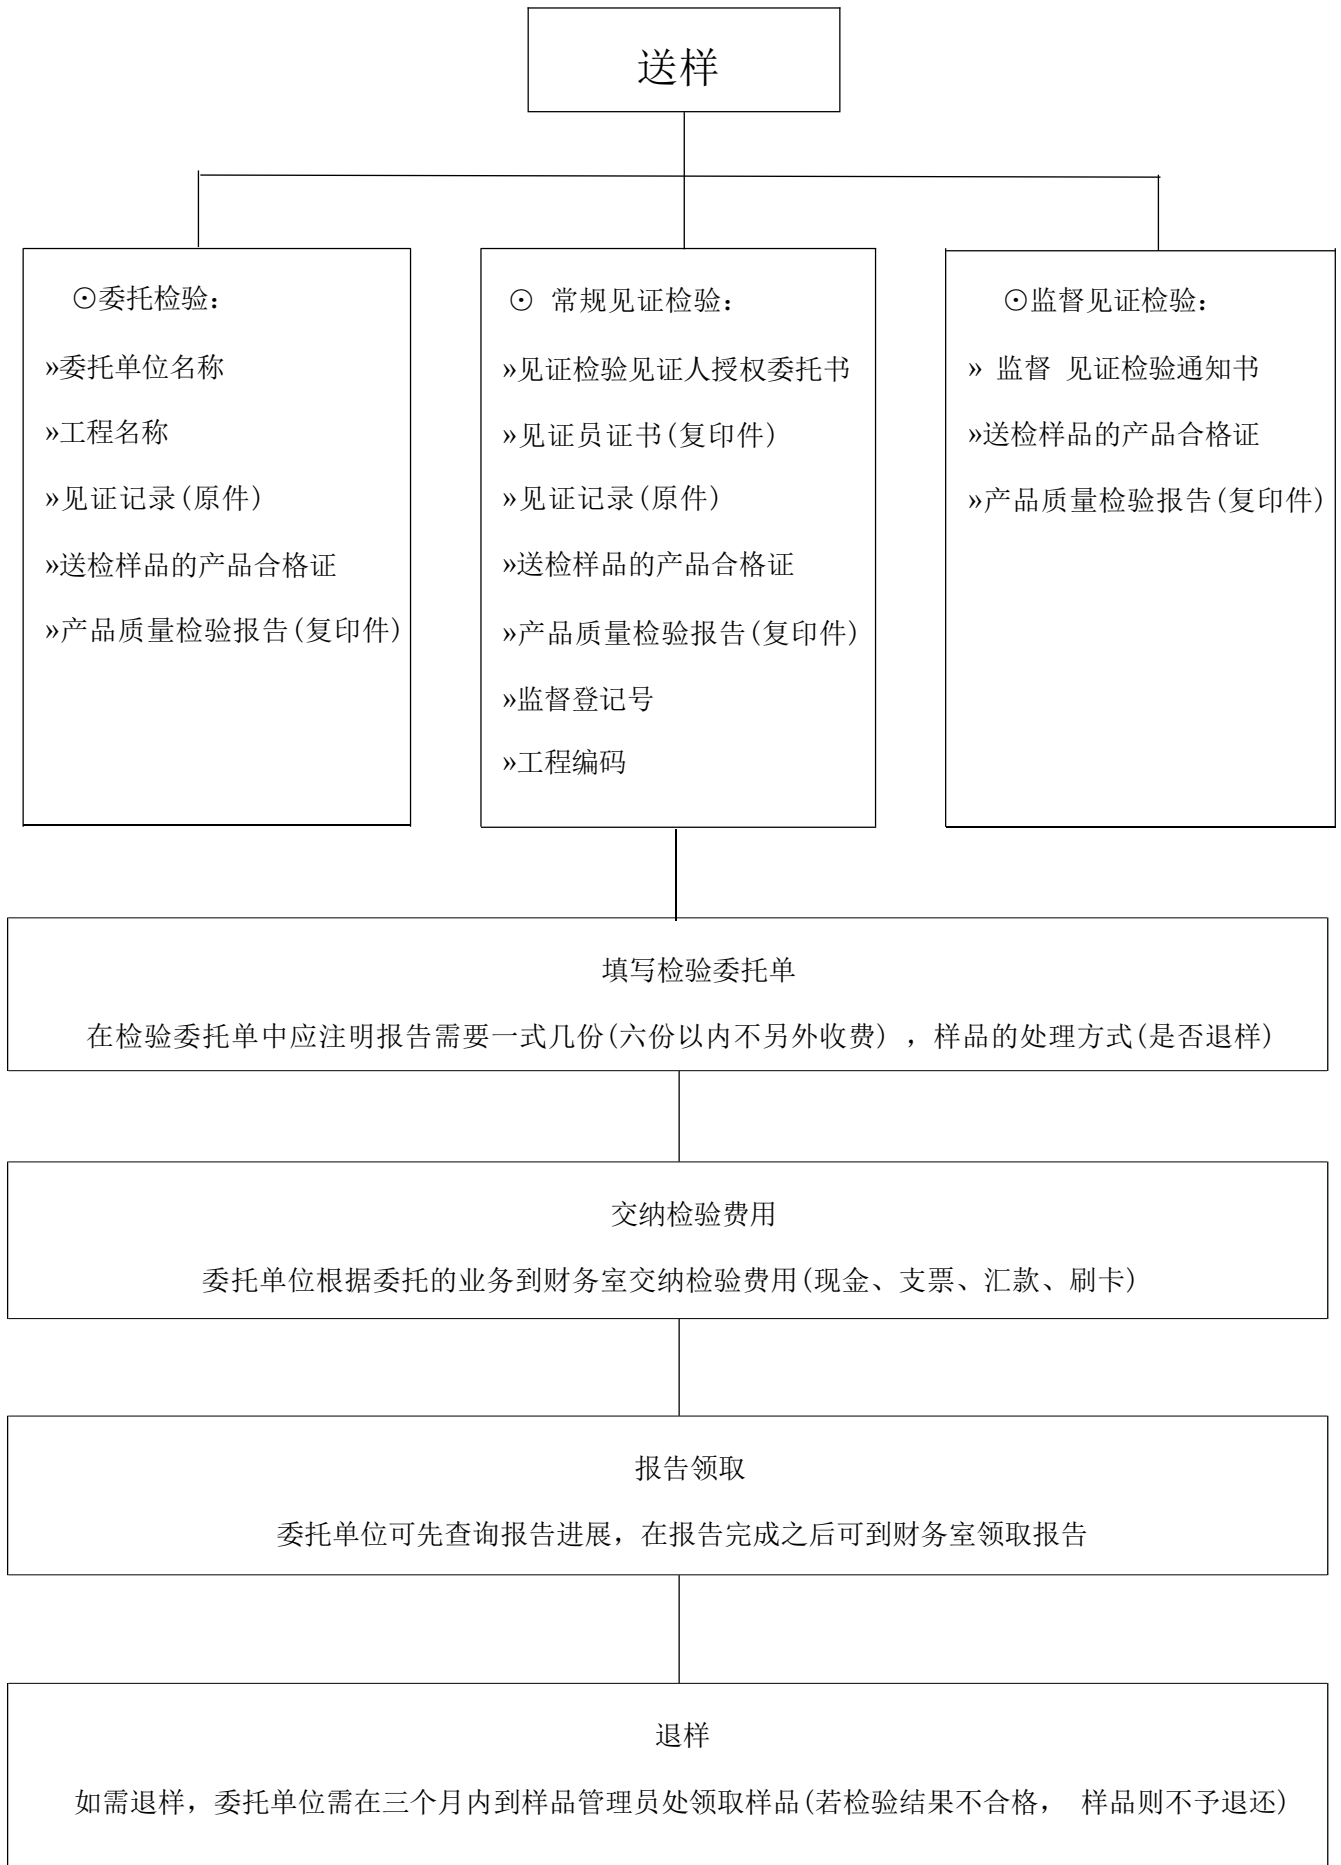 送样
⊙委托检验：
»委托单位名称
»工程名称
»见证记录(原件)
»送检样品的产品合格证
»产品质量检验报告(复印件)
⊙ 常规见证检验：
»见证检验见证人授权委托书
»见证员证书(复印件)
»见证记录(原件)
»送检样品的产品合格证
»产品质量检验报告(复印件)
»监督登记号
»工程编码
⊙监督见证检验：
» 监督 见证检验通知书
»送检样品的产品合格证
»产品质量检验报告(复印件)
填写检验委托单
在检验委托单中应注明报告需要一式几份(六份以内不另外收费) ，样品的处理方式(是否退样)
交纳检验费用
委托单位根据委托的业务到财务室交纳检验费用(现金、支票、汇款、刷卡)
报告领取
委托单位可先查询报告进展，在报告完成之后可到财务室领取报告
退样
如需退样，委托单位需在三个月内到样品管理员处领取样品(若检验结果不合格， 样品则不予退还)